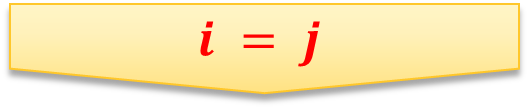 i = j